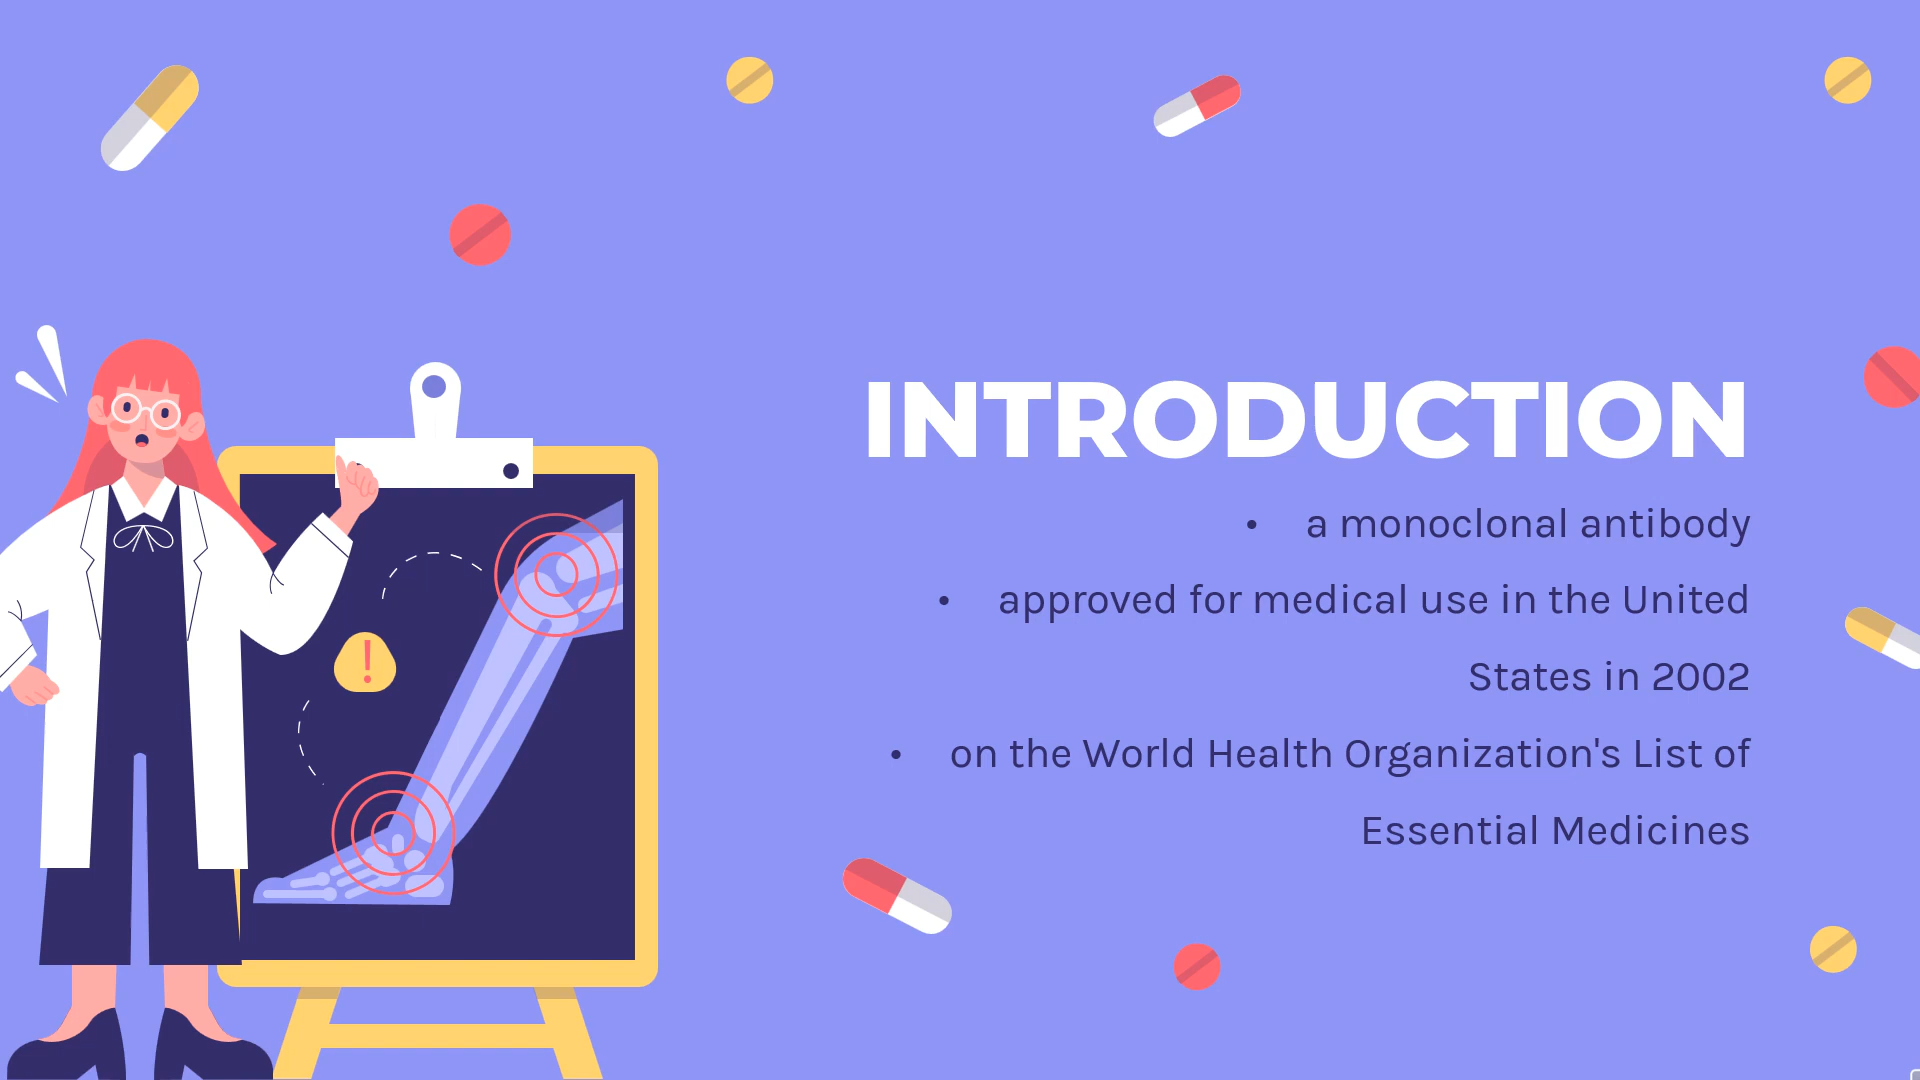 INTRODUCTION
• a monoclonal antibody
• approved for medical use in the United
States in 2002
• on the World Health Organization's List of
Essential Medicines
!